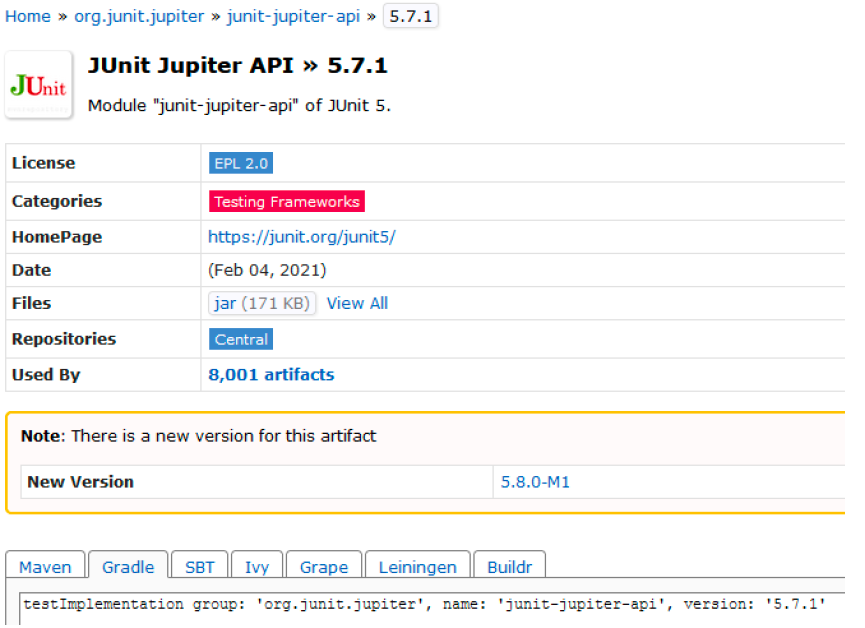 Home » org.junit.jupiter » junit-jupiter-api » 5.7.1
JUnit
JUnit Jupiter API » 5.7.1
Module "junit-jupiter-api" of JUnit 5.
License EPL 2.0
Categories Testing Frameworks
HomePage https://junit.org/junit5/
Date (Feb 04, 2021)
Files jar (171 KB) View All
Repositories Central
Used By 8,001 artifacts
Note: There is a new version for this artifact
New Version 5.8.0-M1
Maven Gradle SBT Ivy Grape Leiningen Buildr
testImplementation group: 'org.junit.jupiter', name: 'junit-jupiter-api', version: '5.7.1'